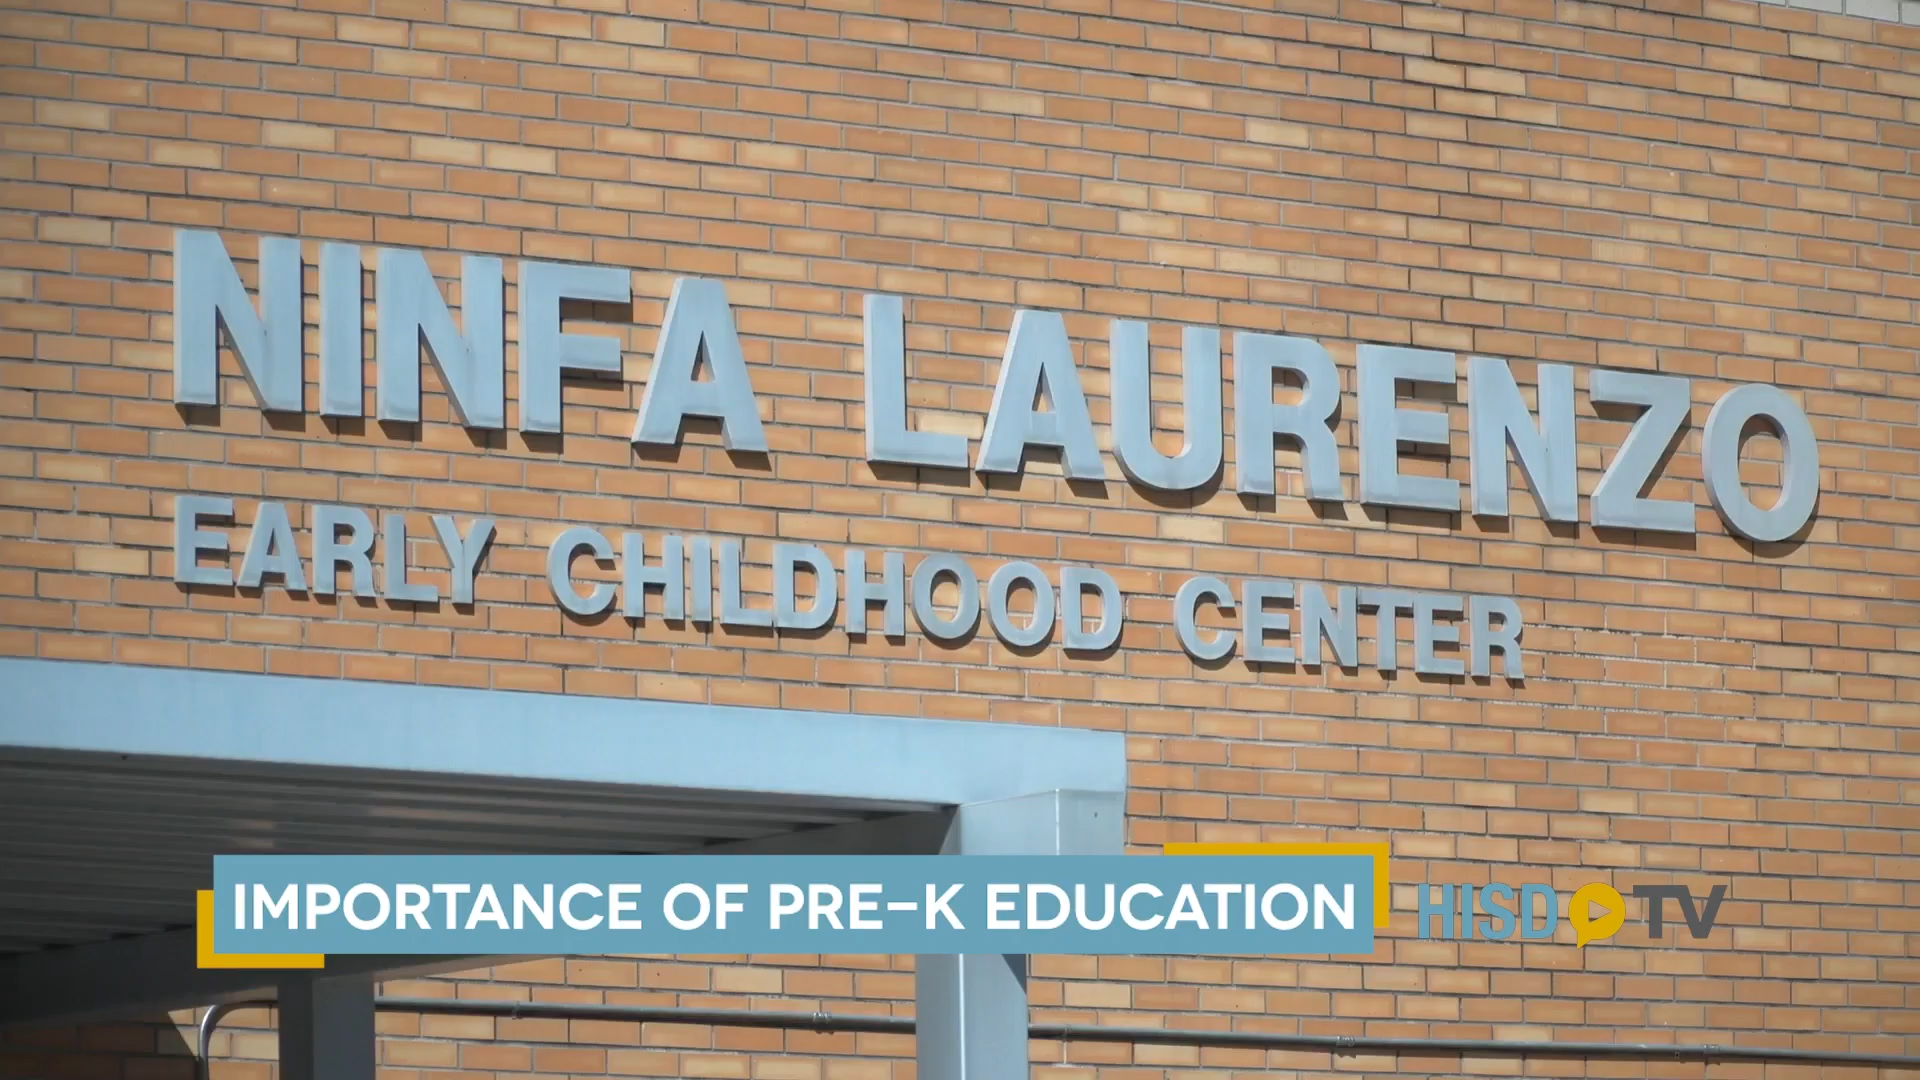 NINFA LAURENZO
EARLY CHILDHOOD CENTER
IMPORTANCE OF PRE-K EDUCATION
HISD TV